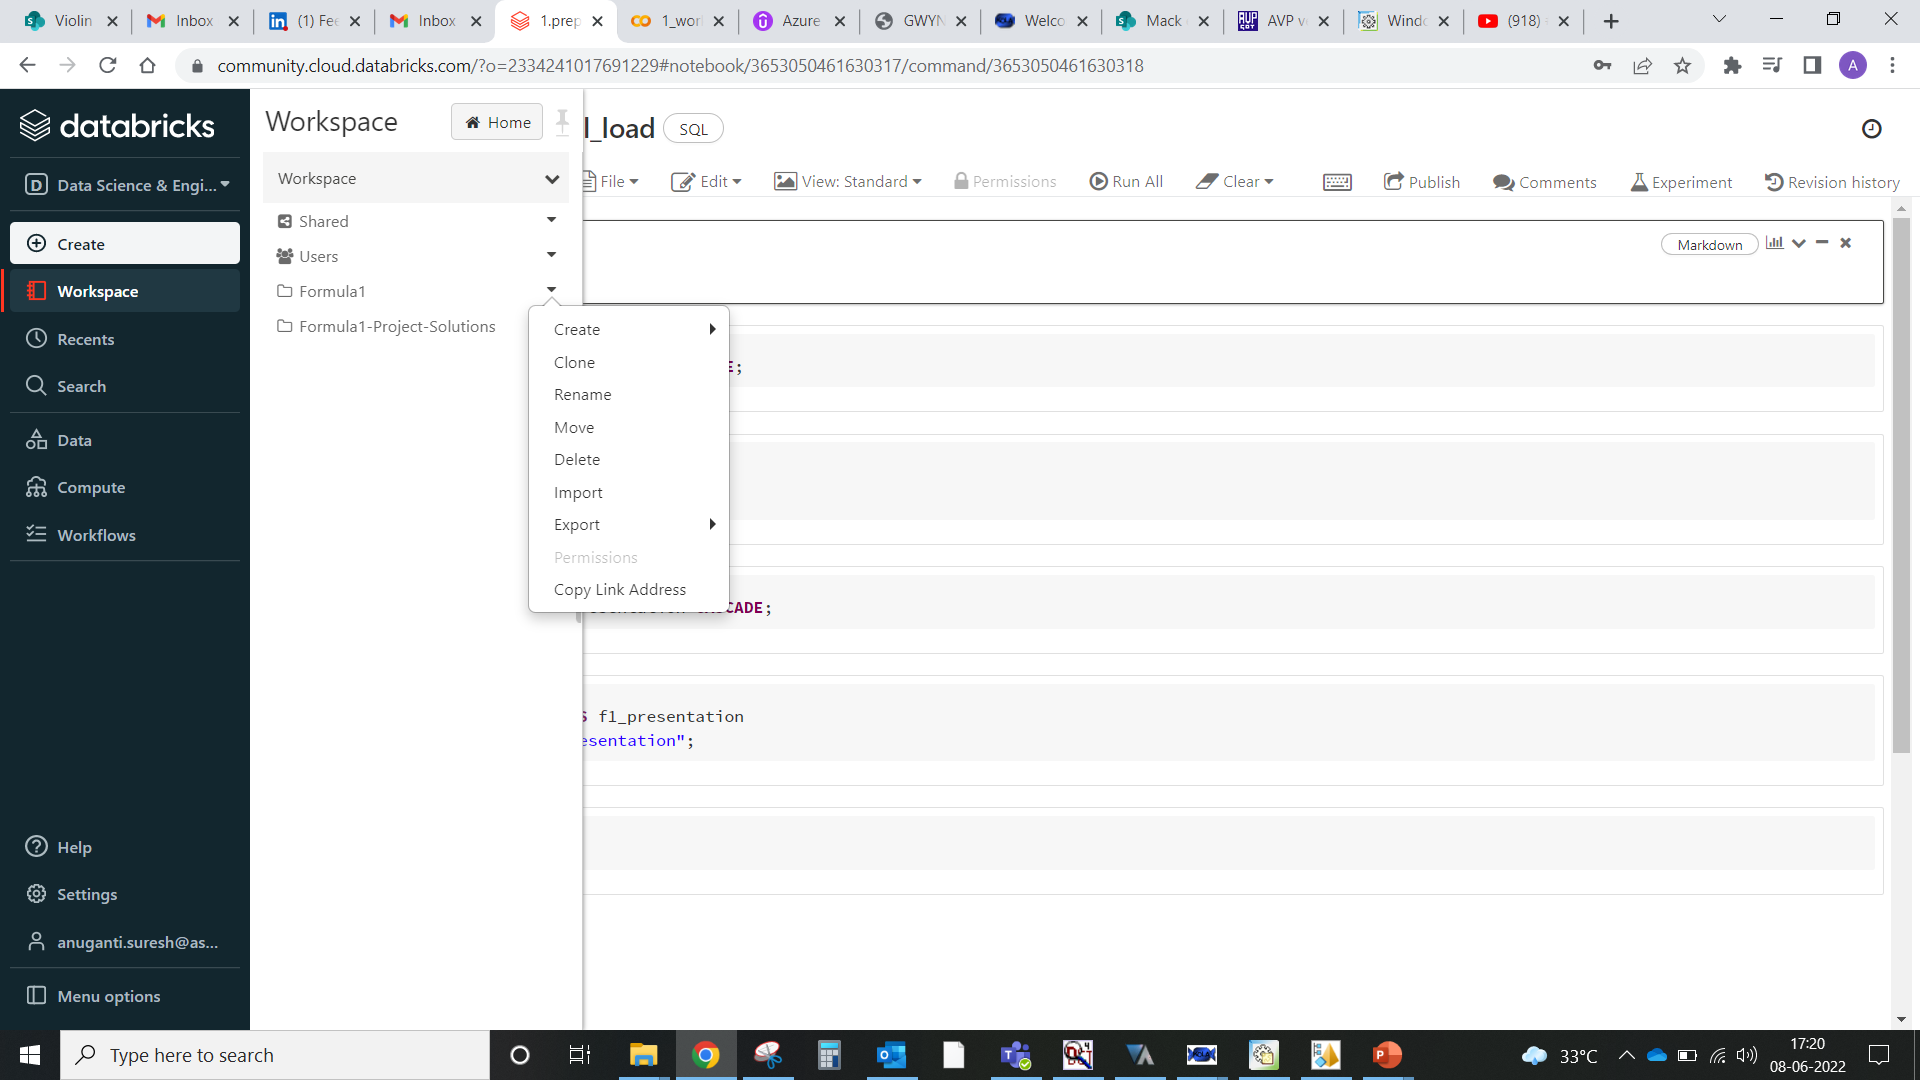 Violin
Inbox
(1) Fee
Inbox
1.prep
1_worl
Azure
GWYN
Welco
Mack
AVP v
Windo
(918)
community.cloud.databricks.com/?o=2334241017691229#notebook/3653050461630317/command/3653050461630318
A
databricks
D Data Science & Engi...
Create
Workspace
Recents
Search
Data
Compute
Workflows
Help
Settings
anuganti.suresh@as...
Menu options
Workspace
Home
Workspace
Shared
Users
Formula1
Formula1-Project-Solutions
Create
Clone
Rename
Move
Delete
Import
Export
Permissions
Copy Link Address
l_load
SQL
File
Edit
View: Standard
Permissions
Run All
Clear
Publish
Comments
Experiment
Revision history
Markdown
E;
CADE;
S f1_presentation
esentation";
Type here to search
33°C
17:20
08-06-2022